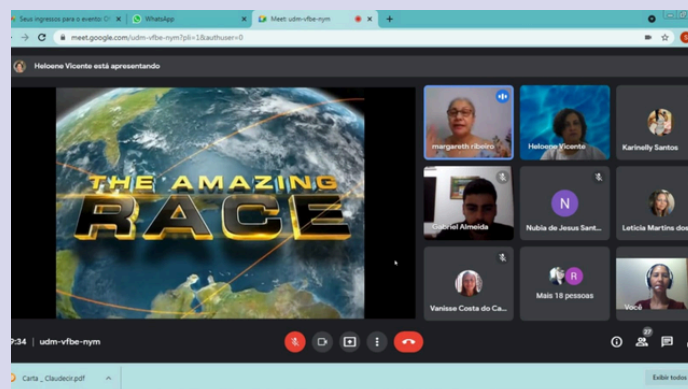 Seus ingressos para o evento: O
WhatsApp
Meet: udm-vfbe-nym
meet.google.com/udm-vfbe-nym?pli=1&authuser=0
Heloene Vicente está apresentando
THE AMAZING
RACE
margareth ribeiro
Heloene Vicente
Karinelly Santos
Gabriel Almeida
N
Nubia de Jesus Sant...
Leticia Martins dos
Vanisse Costa do Ca...
R
Mais 18 pessoas
Você
9:34 | udm-vfbe-nym
27
Carta _ Claudecir.pdf
Exibir todos